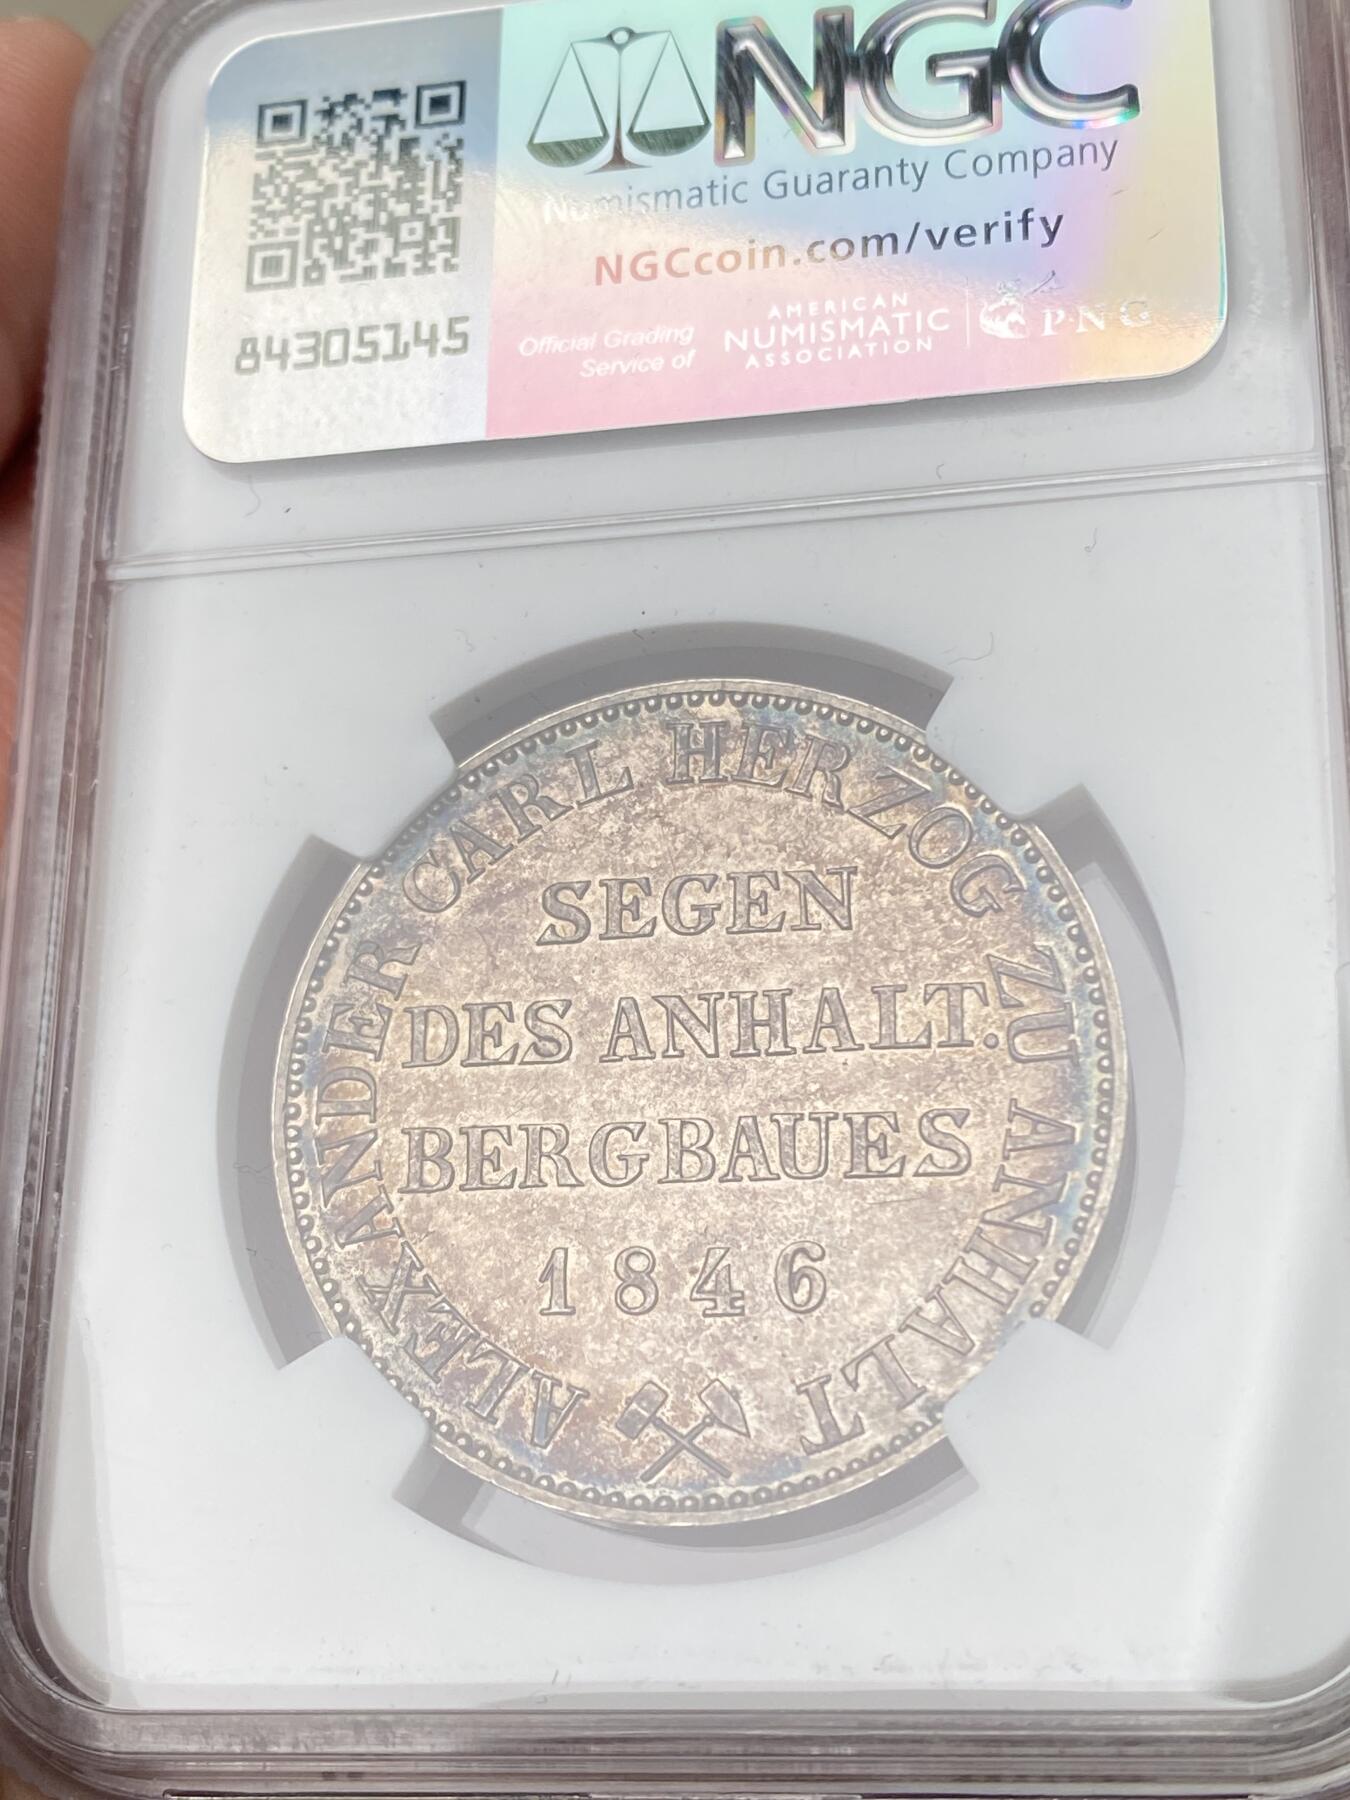 NGC
Numismatic Guaranty Company
NGCcoin.com/verify
84305145
Official Grading
Service of
AMERICAN
NUMISMATIC
ASSOCIATION
P·N·G
ALEXANDER CARL HERZOG ZU ANHALT
SEGEN
DES ANHALT.
BERGBAUES
1846